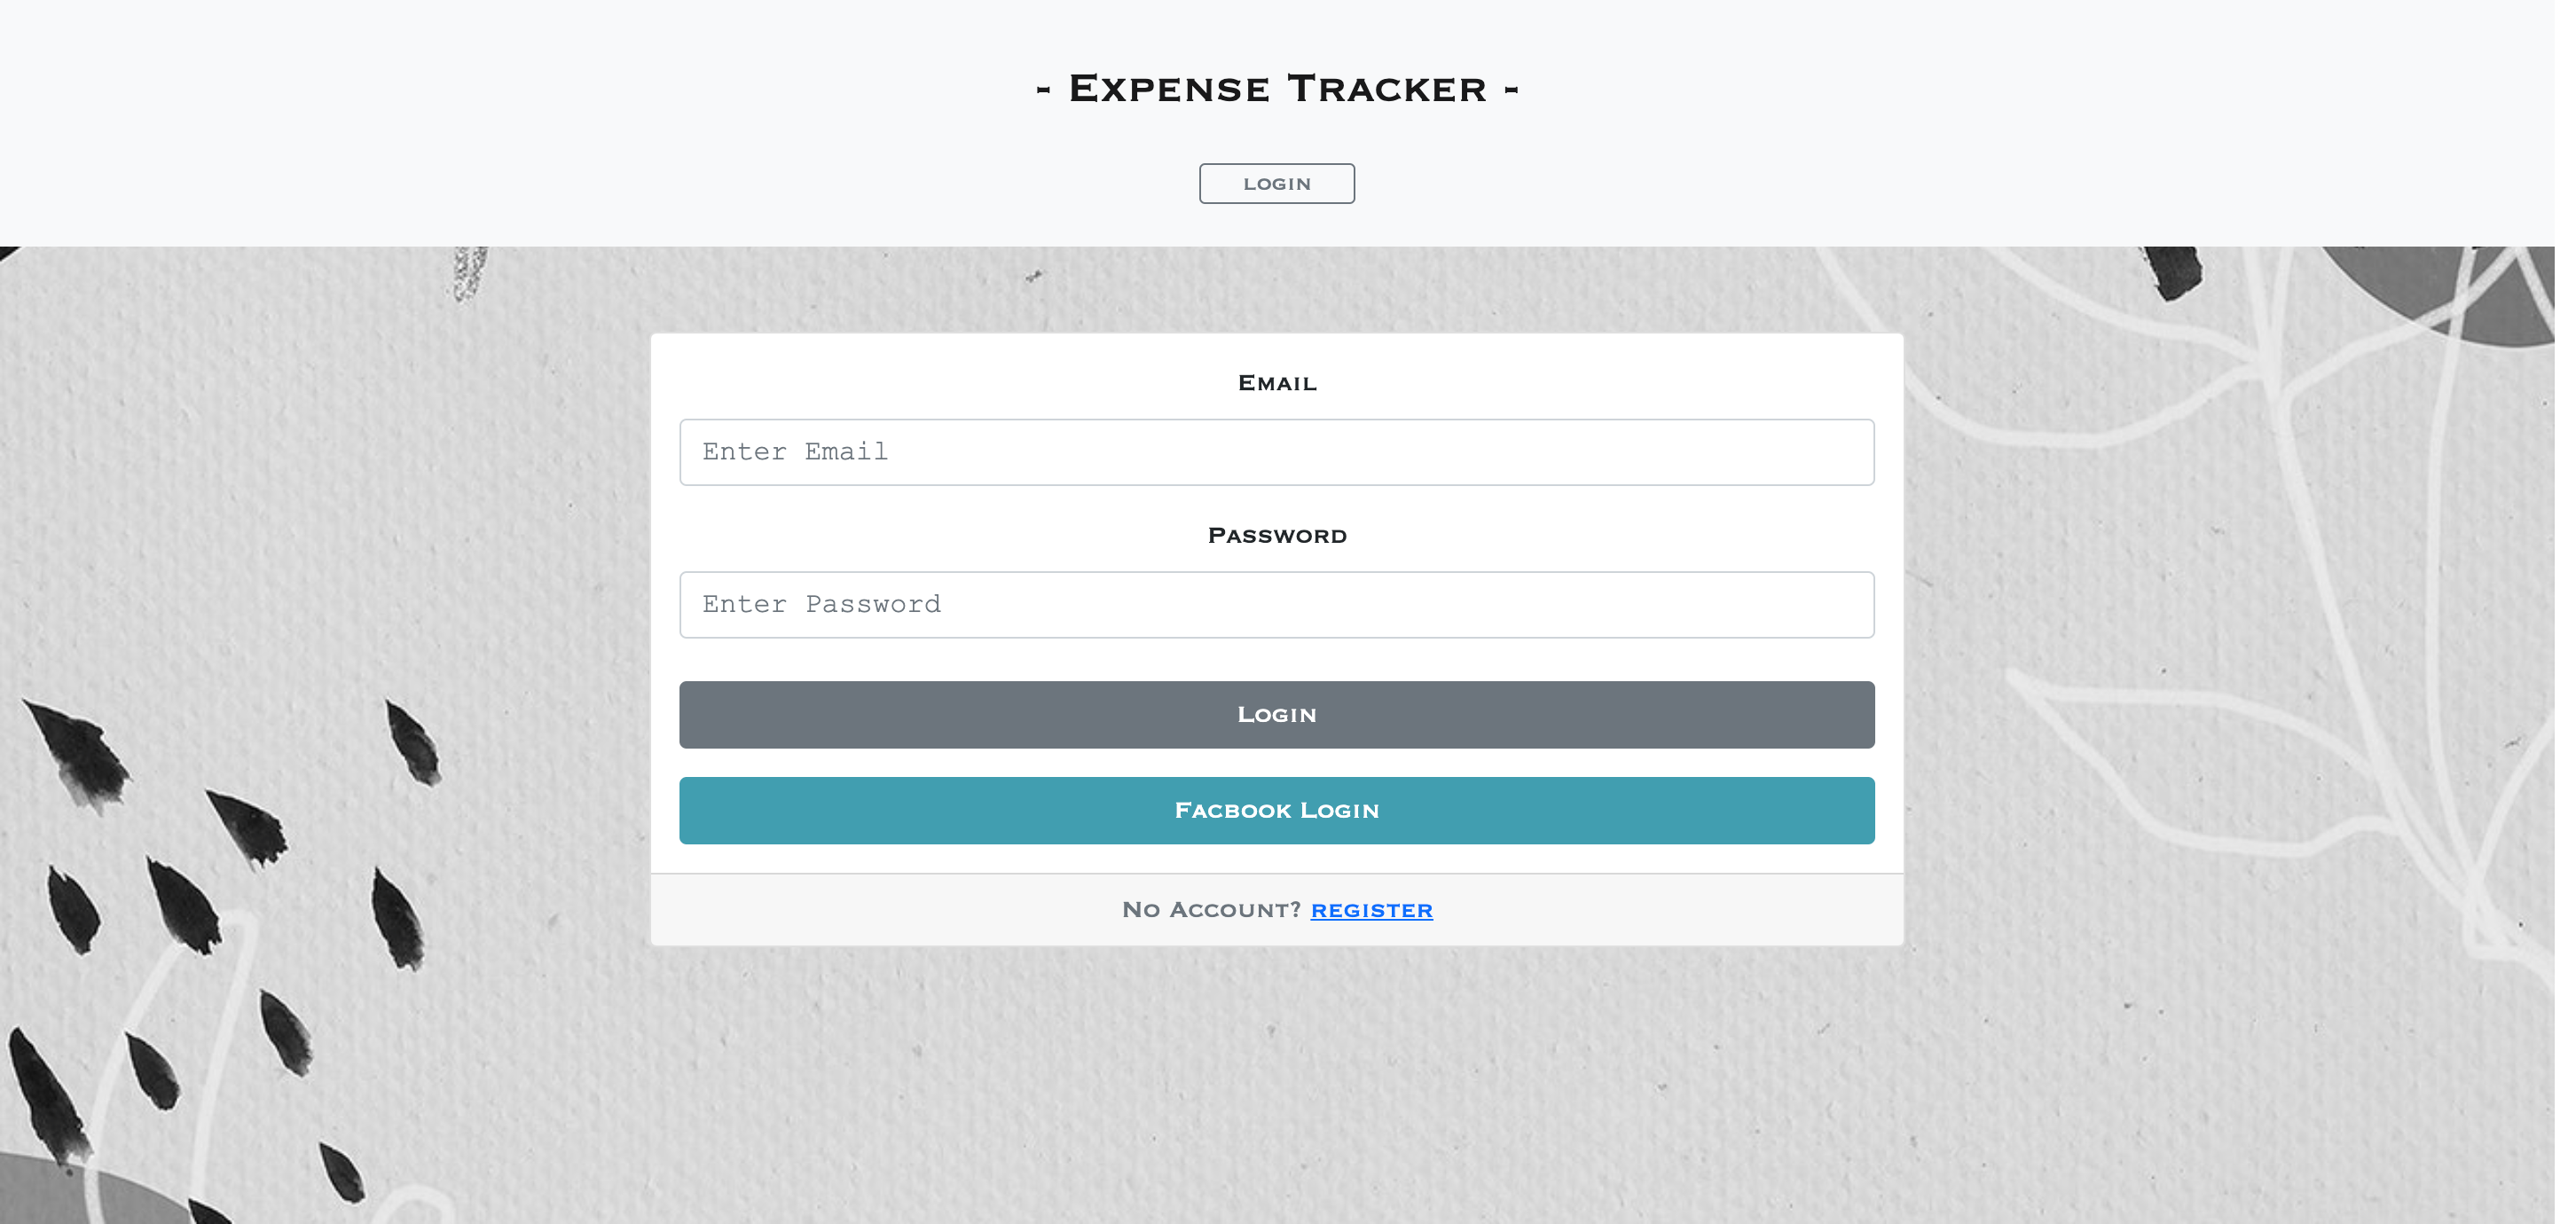 - Expense Tracker -
LOGIN
Email
Enter Email
Password
Enter Password
Login
Facbook Login
No Account? register